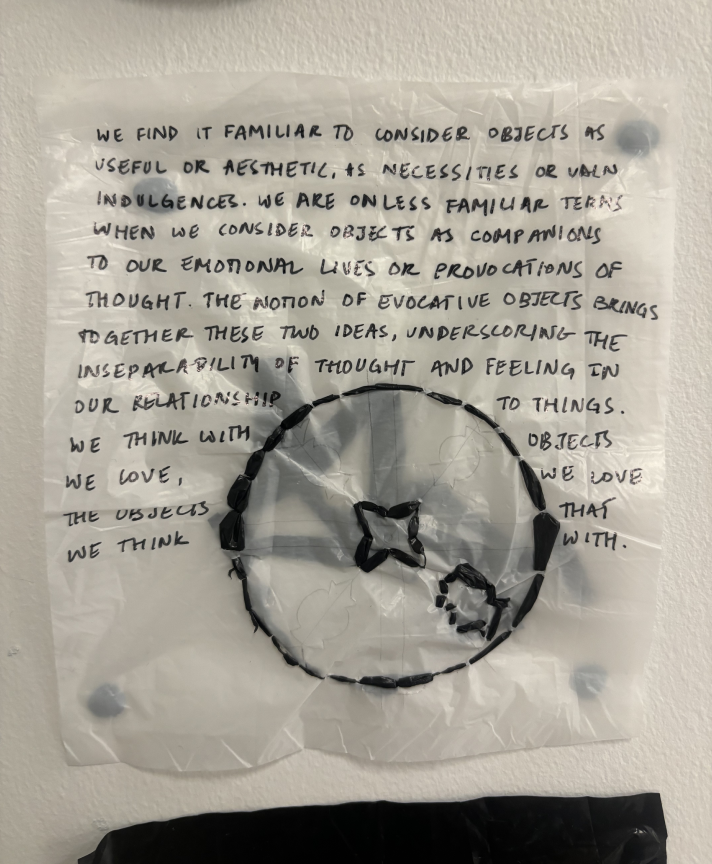 WE FIND IT FAMILIAR TO CONSIDER OBJECTS AS
USEFUL OR AESTHETIC, AS NECESSITIES OR VAIN
INDULGENCES. WE ARE ON LESS FAMILIAR TERMS
WHEN WE CONSIDER OBJECTS AS COMPANIONS
TO OUR EMOTIONAL LIVES OR PROVOCATIONS OF
THOUGHT. THE NOTION OF EVOCATIVE OBJECTS BRINGS
TOGETHER THESE TWO IDEAS, UNDERSCORING THE
INSEPARABILITY OF THOUGHT AND FEELING IN
OUR RELATIONSHIP TO THINGS.
WE THINK WITH OBJECTS
WE LOVE, WE LOVE
THE OBJECTS THAT
WE THINK WITH.